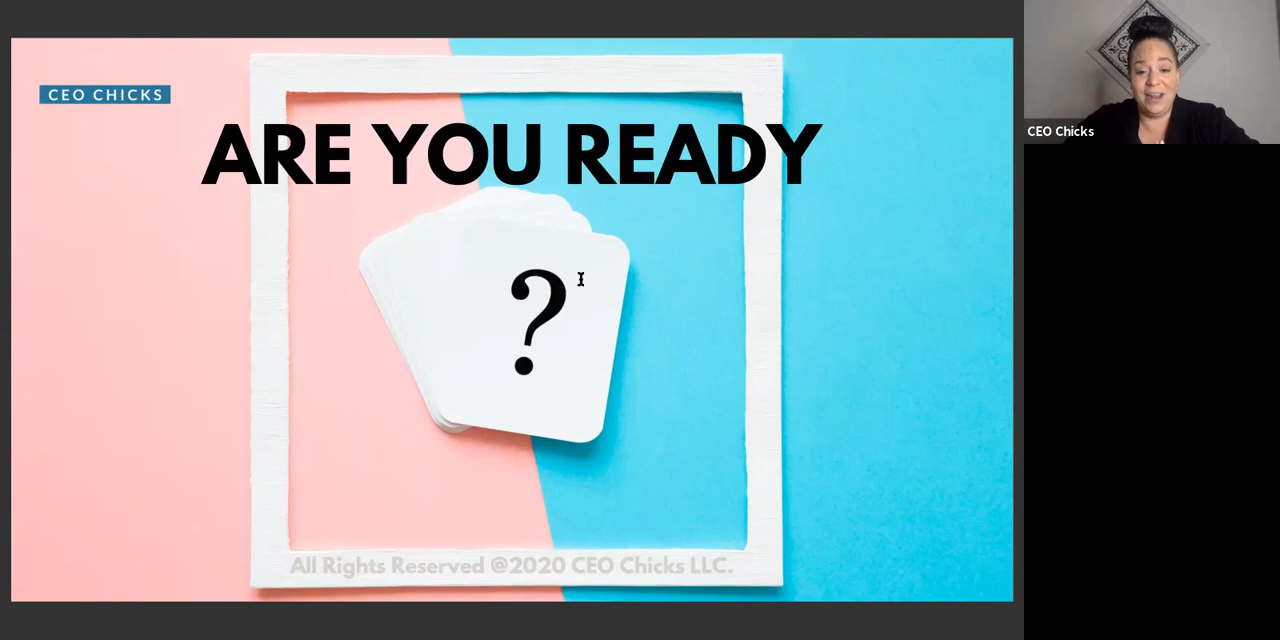 CEO CHICKS
ARE YOU READY
?
All Rights Reserved @2020 CEO Chicks LLC.
CEO Chicks